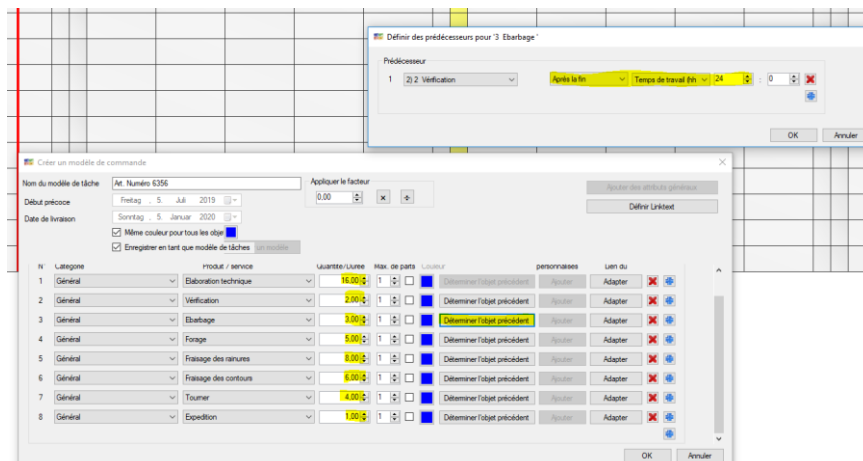 Définir des prédécesseurs pour '3 Ebarbage '
Prédécesseur
1 2) 2 Vérification Après la fin Temps de travail (hh 24 : 0
OK Annuler
Créer un modèle de commande
Nom du modèle de tâche Art. Numéro 6356 Appliquer le facteur Ajouter des attributs généraux
Début précoce Freitag , 5. Juli 2019 0,00 × ÷ Définir Linktext
Date de livraison Sonntag , 5. Januar 2020
Même couleur pour tous les objet
Enregistrer en tant que modèle de tâches un modèle
N° Catégorie Produit / service Quantité/Durée Max. de parts Couleur personnalisés Lien du
1 Général Elaboration technique 16,00 1 Déterminer l'objet précédent Ajouter Adapter
2 Général Vérification 2,00 1 Déterminer l'objet précédent Ajouter Adapter
3 Général Ebarbage 3,00 1 Déterminer l'objet précédent Ajouter Adapter
4 Général Forage 5,00 1 Déterminer l'objet précédent Ajouter Adapter
5 Général Fraisage des rainures 8,00 1 Déterminer l'objet précédent Ajouter Adapter
6 Général Fraisage des contours 6,00 1 Déterminer l'objet précédent Ajouter Adapter
7 Général Tourner 4,00 1 Déterminer l'objet précédent Ajouter Adapter
8 Général Expedition 1,00 1 Déterminer l'objet précédent Ajouter Adapter
OK Annuler